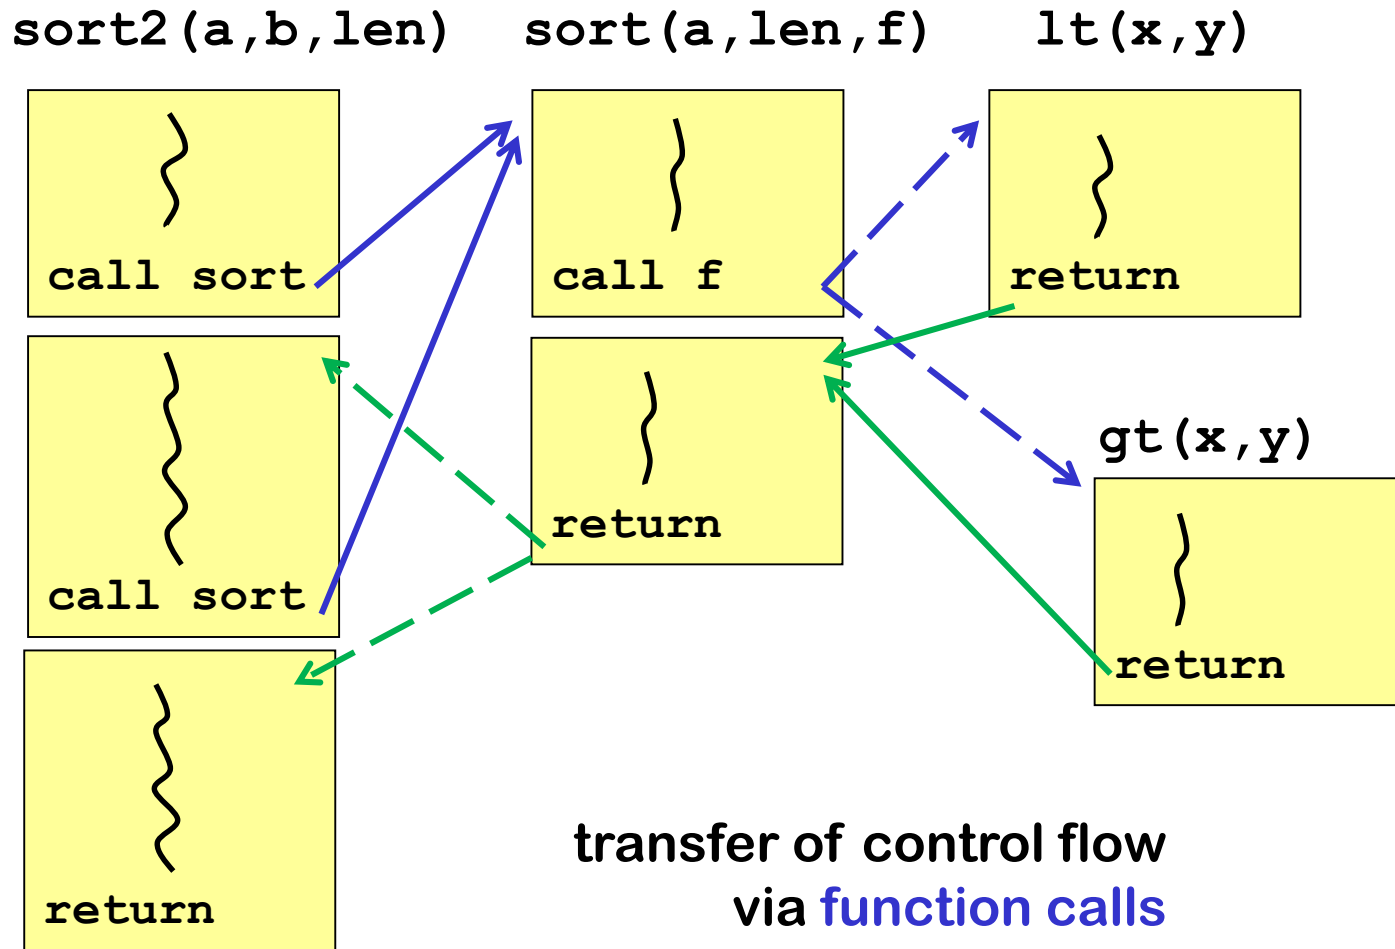 sort2(a,b,len)
sort(a,len,f)
lt(x,y)
call sort
call f
return
call sort
return
gt(x,y)
return
return
transfer of control flow
via function calls